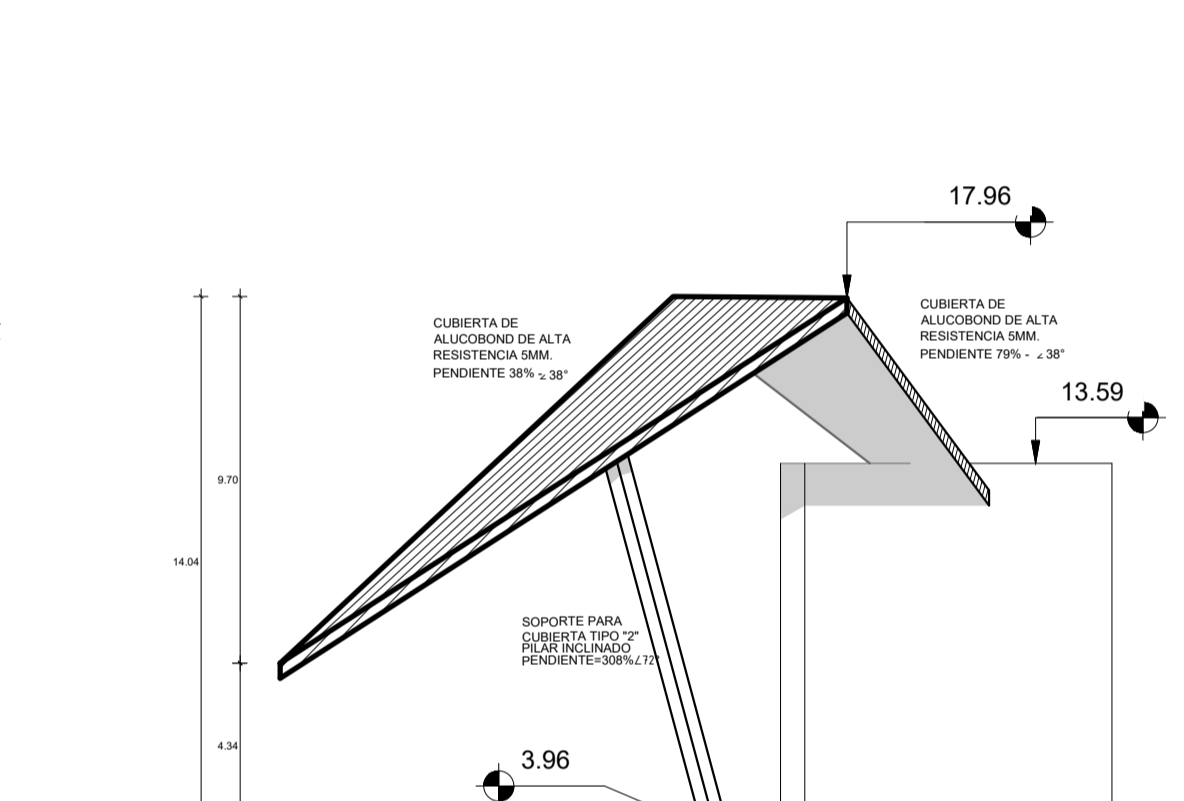 17.96
CUBIERTA DE
ALUCOBOND DE ALTA
RESISTENCIA 5MM.
PENDIENTE 79% - ∠38°
CUBIERTA DE
ALUCOBOND DE ALTA
RESISTENCIA 5MM.
PENDIENTE 38% - ∠38°
13.59
9.70
14.04
SOPORTE PARA
CUBIERTA TIPO "2"
PILAR INCLINADO
PENDIENTE=308%∠72°
4.34
3.96